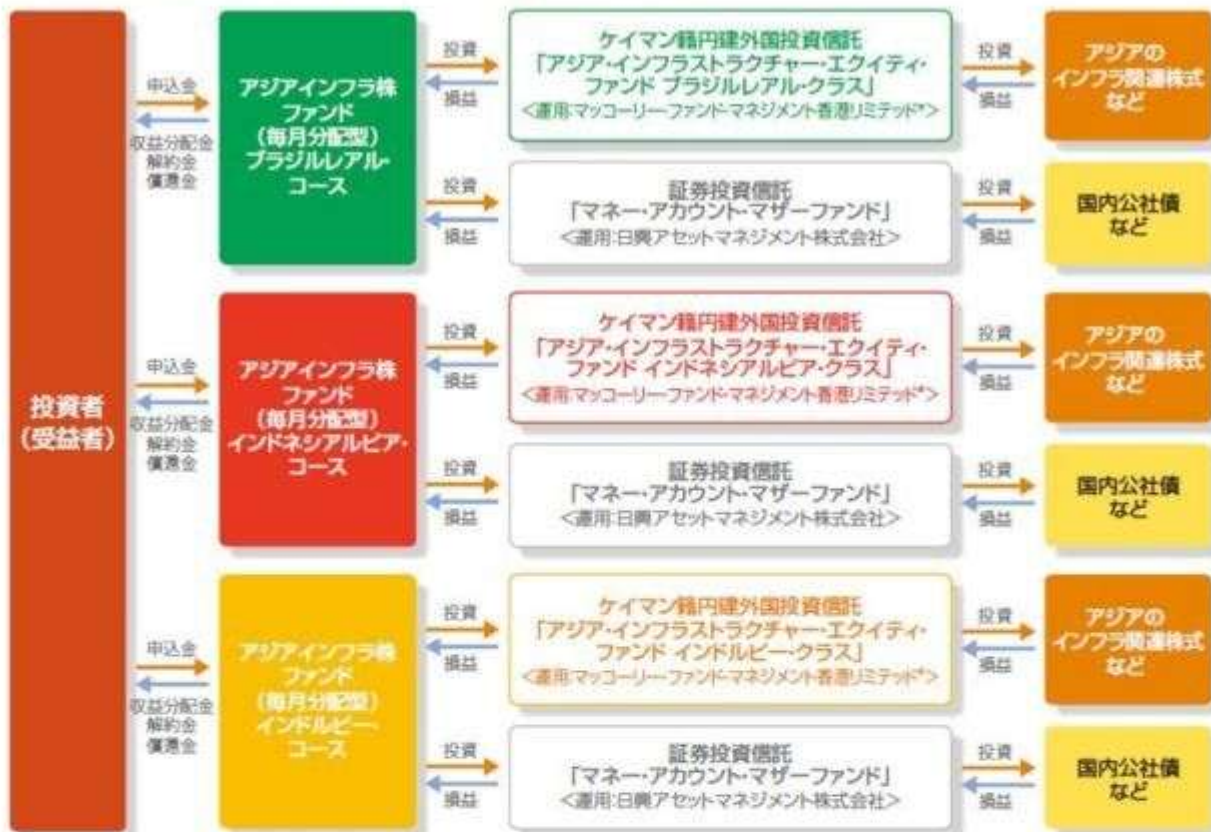 投資者
(受益者)
申込金
収益分配金
解約金
償還金
アジアインフラ株
ファンド
(毎月分配型)
ブラジルレアル・
コース
投資
損益
ケイマン籍円建外国投資信託
「アジア・インフラストラクチャー・エクイティ・
ファンド ブラジルレアル・クラス」
<運用:マッコーリー・ファンド・マネジメント香港リミテッド*>
投資
損益
アジアの
インフラ関連株式
など
投資
損益
証券投資信託
「マネー・アカウント・マザーファンド」
<運用:日興アセットマネジメント株式会社>
投資
損益
国内公社債
など
申込金
収益分配金
解約金
償還金
アジアインフラ株
ファンド
(毎月分配型)
インドネシアルピア・
コース
投資
損益
ケイマン籍円建外国投資信託
「アジア・インフラストラクチャー・エクイティ・
ファンド インドネシアルピア・クラス」
<運用:マッコーリー・ファンド・マネジメント香港リミテッド*>
投資
損益
アジアの
インフラ関連株式
など
投資
損益
証券投資信託
「マネー・アカウント・マザーファンド」
<運用:日興アセットマネジメント株式会社>
投資
損益
国内公社債
など
申込金
収益分配金
解約金
償還金
アジアインフラ株
ファンド
(毎月分配型)
インドルピー・
コース
投資
損益
ケイマン籍円建外国投資信託
「アジア・インフラストラクチャー・エクイティ・
ファンド インドルピー・クラス」
<運用:マッコーリー・ファンド・マネジメント香港リミテッド*>
投資
損益
アジアの
インフラ関連株式
など
投資
損益
証券投資信託
「マネー・アカウント・マザーファンド」
<運用:日興アセットマネジメント株式会社>
投資
損益
国内公社債
など